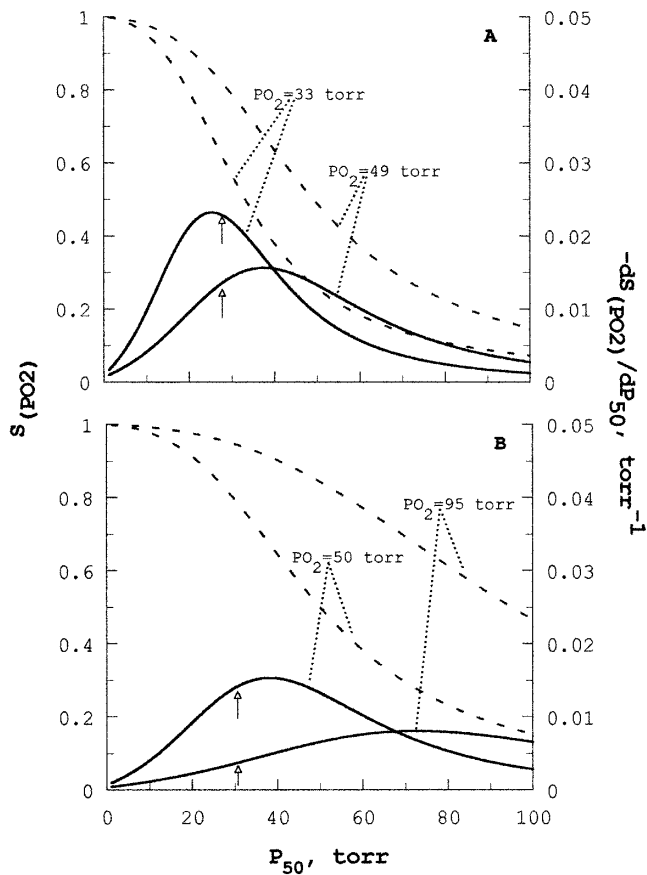 1
0.05
A
0.8
0.04
PO2=33 torr
0.6
0.03
PO2=49 torr
0.4
0.02
0.2
0.01
0
0
S(PO2)
-dS(PO2)/dP50, torr-1
1
0.05
B
0.8
0.04
PO2=95 torr
PO2=50 torr
0.6
0.03
0.4
0.02
0.2
0.01
0
0
0 20 40 60 80 100
P50, torr